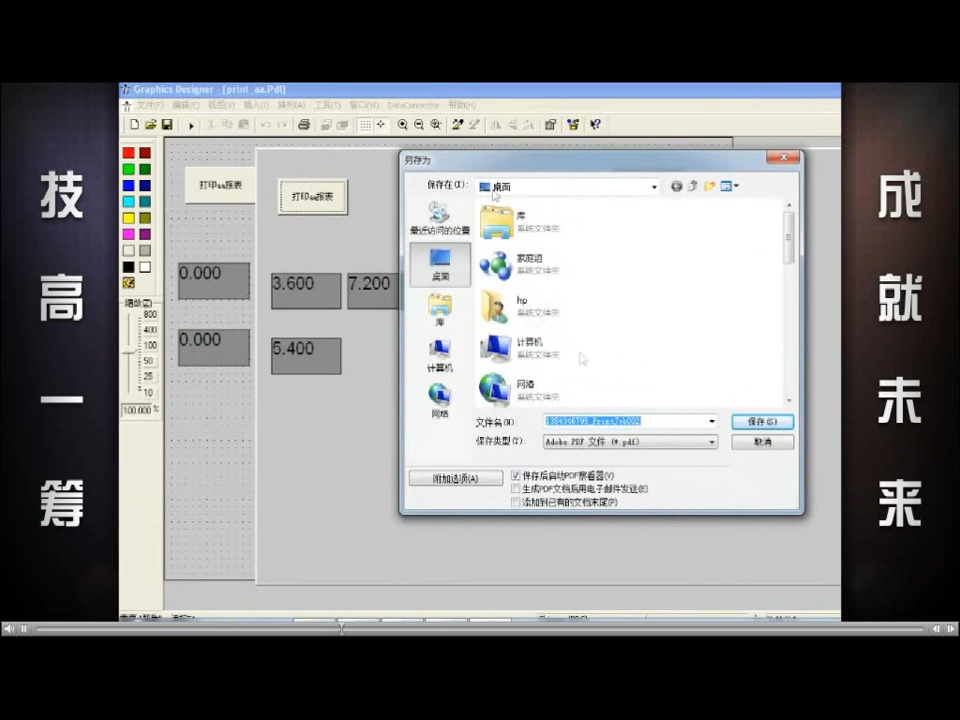 技
高
一
筹
成
就
未
来
Graphics Designer - [print_aa.Pdl]
文件(F) 编辑(E) 视图(V) 插入(I) 排列(A) 工具(T) 窗口(W) DataConnector 帮助(H)
打印aa报表
打印aa报表
0.000
3.600
7.200
0.000
5.400
缩放(Z)
800
400
100
50
25
10
100.000 %
另存为
保存在(I):
桌面
最近访问的位置
桌面
库
计算机
网络
库
系统文件夹
家庭组
系统文件夹
hp
系统文件夹
计算机
系统文件夹
网络
系统文件夹
文件名(N):
保存(S)
保存类型(T):
Adobe PDF 文件 (*.pdf)
取消
附加选项(A)
保存后启动PDF察看器(V)
生成PDF文档后用电子邮件发送(E)
添加到已有的文档末尾(P)